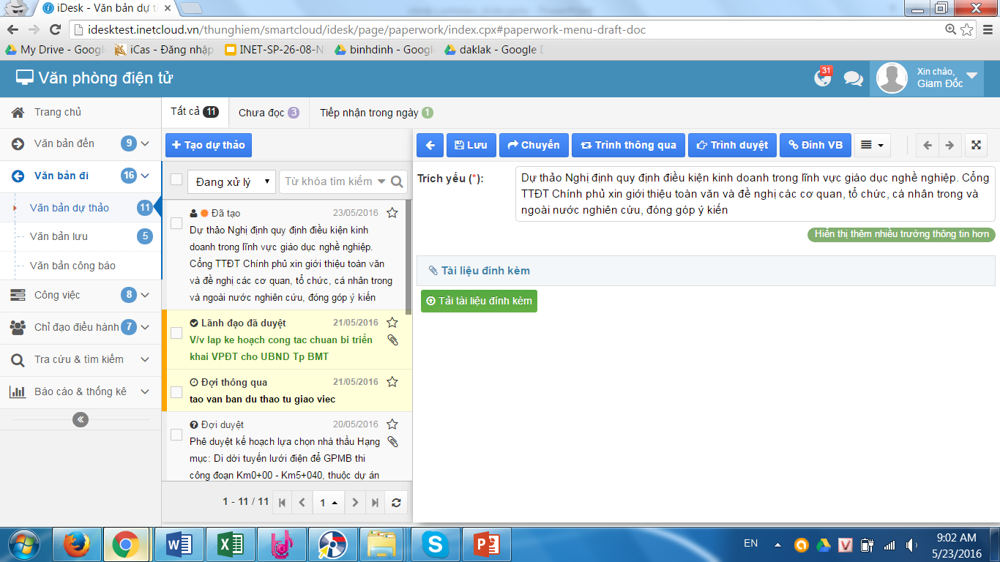 iDesk - Văn bản dự t
idesktest.inetcloud.vn/thunghiem/smartcloud/idesk/page/paperwork/index.cpx#paperwork-menu-draft-doc
My Drive - Googl
iCas - Đăng nhập
INET-SP-26-08-N
binhdinh - Googl
daklak - Google D
Văn phòng điện tử
31
Xin chào,
Giam Đốc
Trang chủ
Văn bản đến 9
Văn bản đi 16
Văn bản dự thảo 11
Văn bản lưu 5
Văn bản công báo
Công việc 8
Chỉ đạo điều hành 7
Tra cứu & tìm kiếm
Báo cáo & thống kê
Tất cả 11
Chưa đọc 3
Tiếp nhận trong ngày 1
+ Tạo dự thảo
Đang xử lý
Từ khóa tìm kiếm
Đã tạo 23/05/2016
Dự thảo Nghị định quy định điều kiện kinh
doanh trong lĩnh vực giáo dục nghề nghiệp.
Cổng TTĐT Chính phủ xin giới thiệu toàn văn
và đề nghị các cơ quan, tổ chức, cá nhân trong
và ngoài nước nghiên cứu, đóng góp ý kiến
Lãnh đạo đã duyệt 21/05/2016
V/v lap ke hoạch cong tac chuan bi triển
khai VPĐT cho UBND Tp BMT
Đợi thông qua 21/05/2016
tao van ban du thao tu giao viec
Đợi duyệt 20/05/2016
Phê duyệt kế hoạch lựa chọn nhà thầu Hạng
mục: Di dời tuyến lưới điện để GPMB thi
công đoạn Km0+00 - Km5+040, thuộc dự án
1 - 11 / 11
1
Lưu
Chuyển
Trình thông qua
Trình duyệt
Đính VB
Trích yếu (*):
Dự thảo Nghị định quy định điều kiện kinh doanh trong lĩnh vực giáo dục nghề nghiệp. Cổng
TTĐT Chính phủ xin giới thiệu toàn văn và đề nghị các cơ quan, tổ chức, cá nhân trong và
ngoài nước nghiên cứu, đóng góp ý kiến
Hiển thị thêm nhiều trường thông tin hơn
Tài liệu đính kèm
Tải tài liệu đính kèm
EN
9:02 AM
5/23/2016